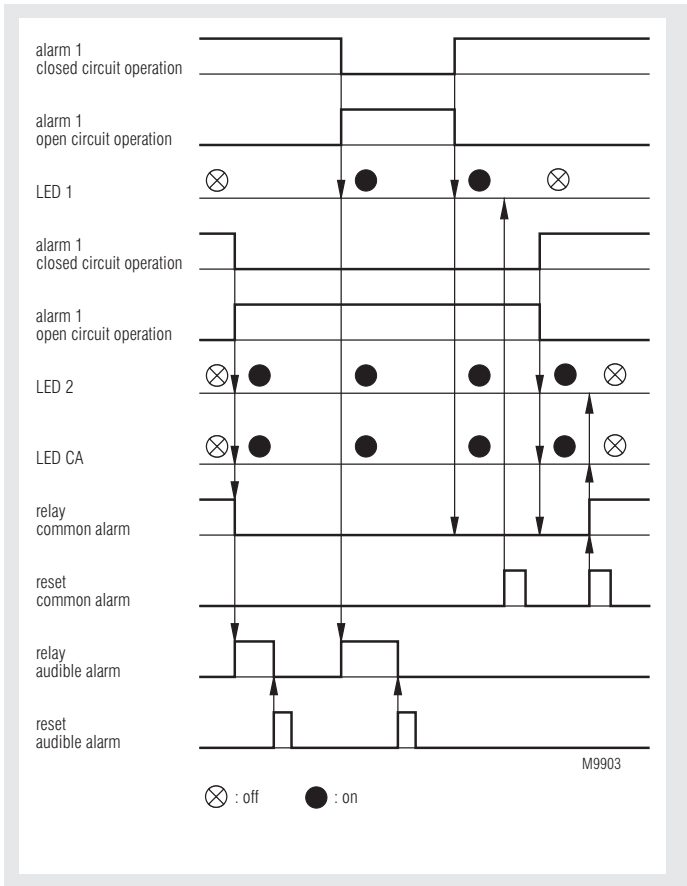 alarm 1
closed circuit operation
alarm 1
open circuit operation
LED 1
alarm 1
closed circuit operation
alarm 1
open circuit operation
LED 2
LED CA
relay
common alarm
reset
common alarm
relay
audible alarm
reset
audible alarm
M9903
: off : on